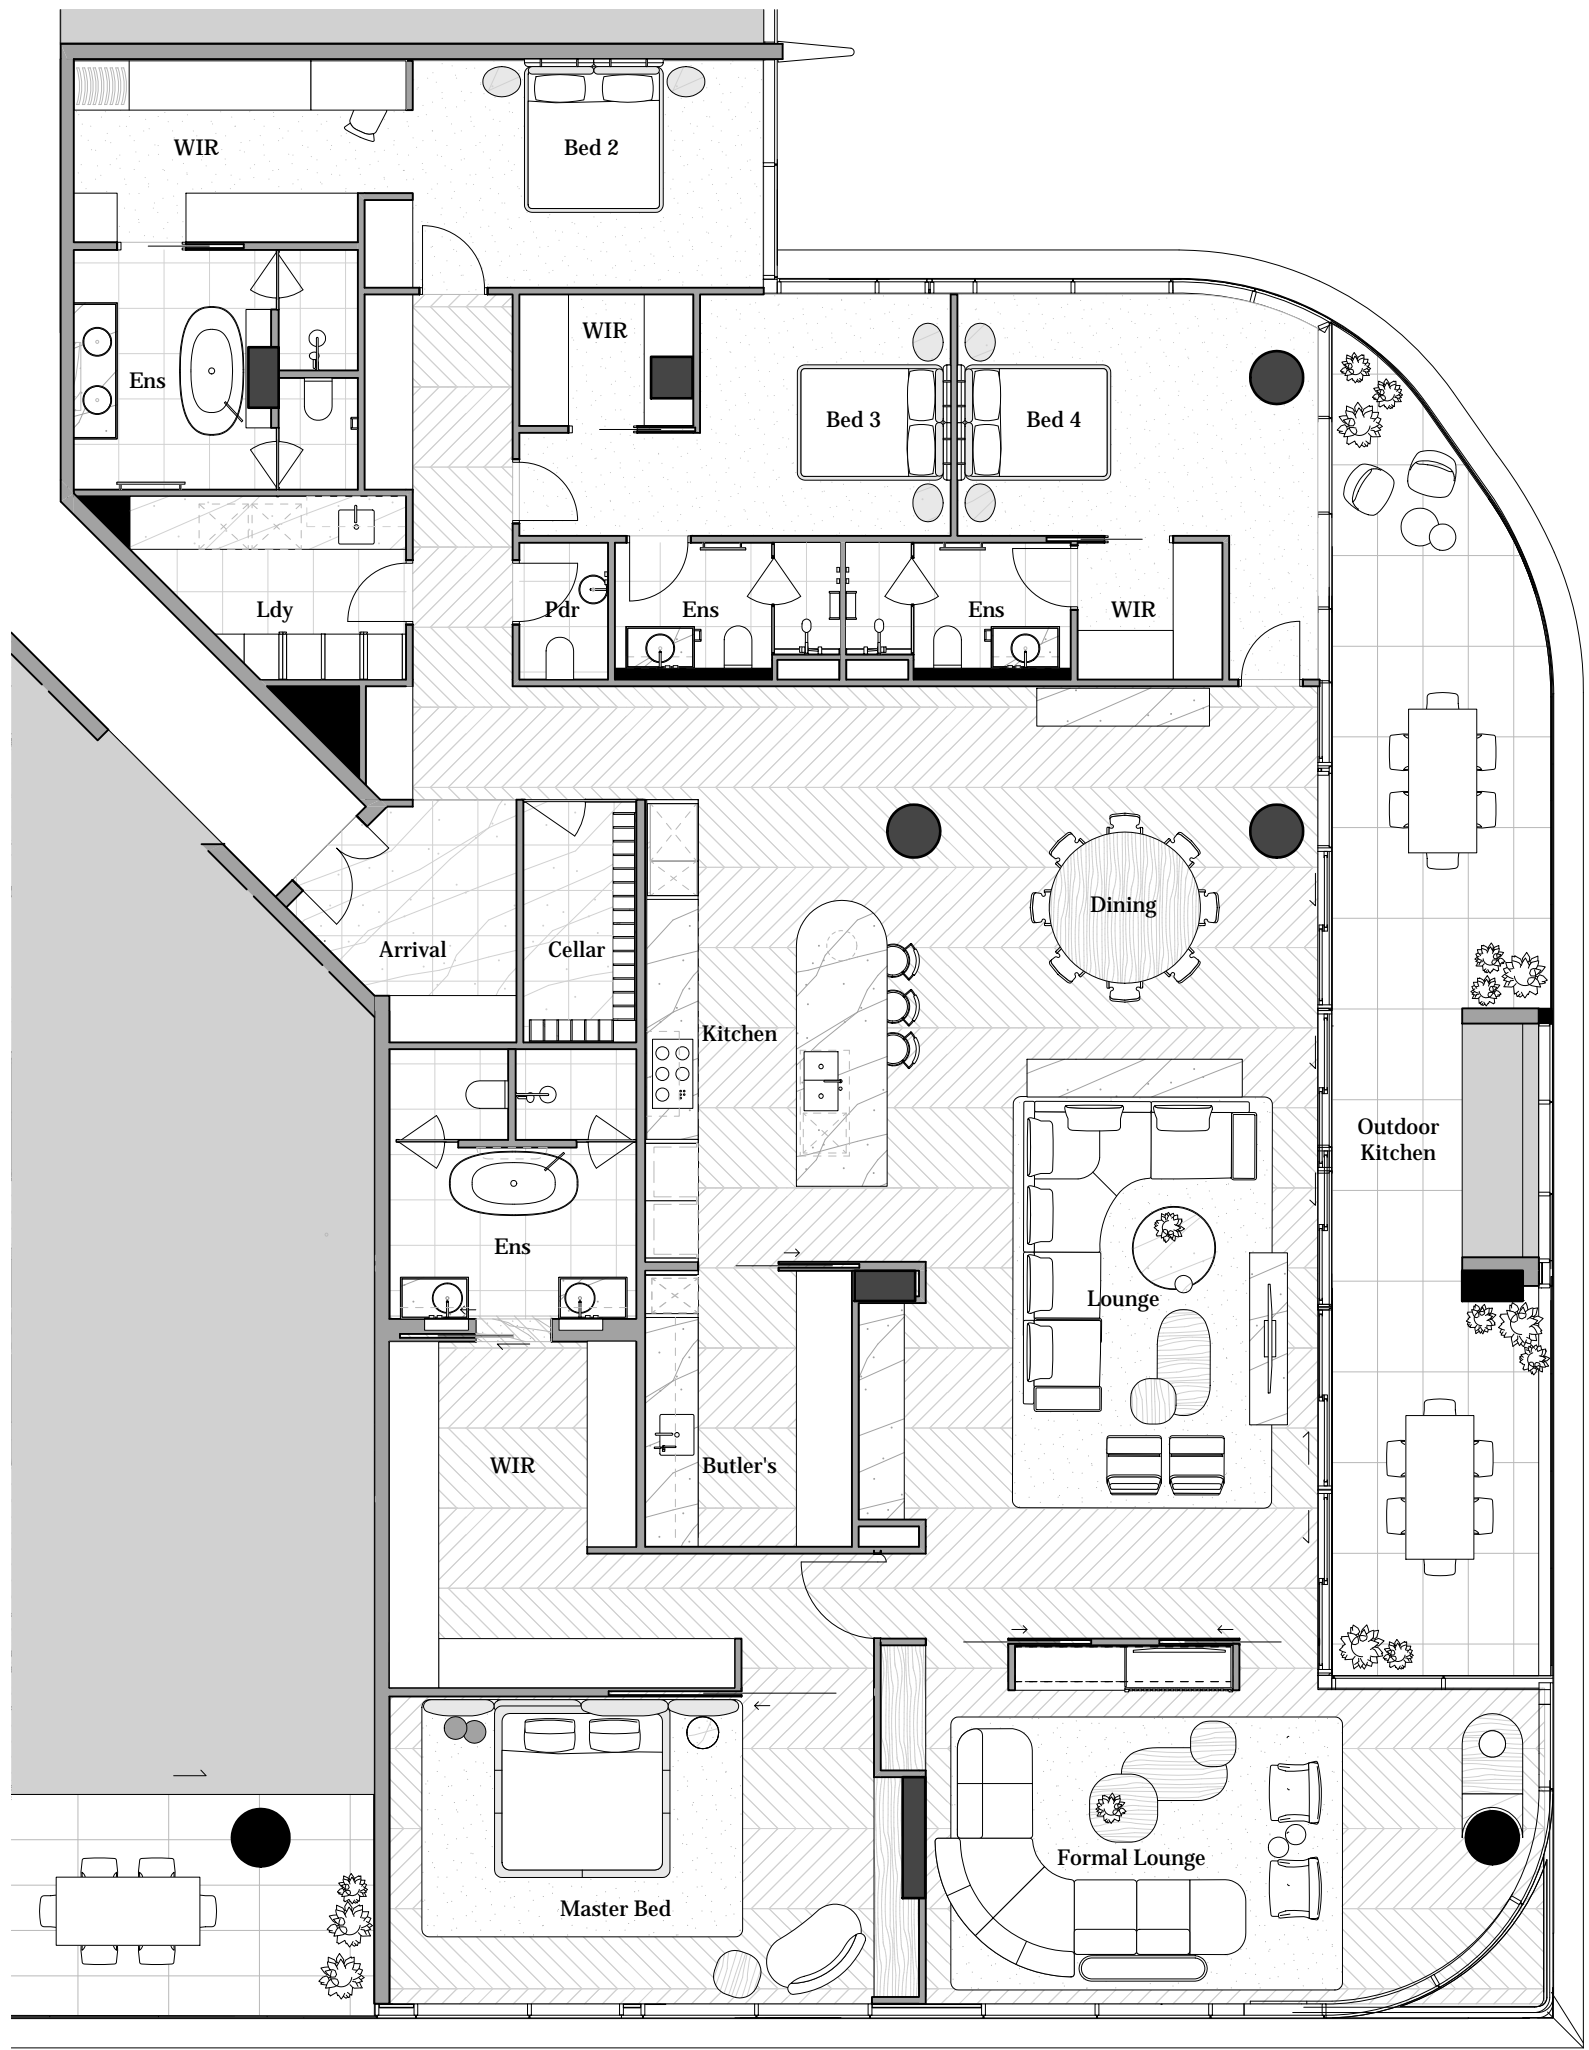 WIR
Bed 2
WIR
Ens
Bed 3
Bed 4
Ldy
Pdr
Ens
Ens
WIR
Dining
Arrival
Cellar
Kitchen
Outdoor
Kitchen
Ens
Lounge
WIR
Butler's
Formal Lounge
Master Bed